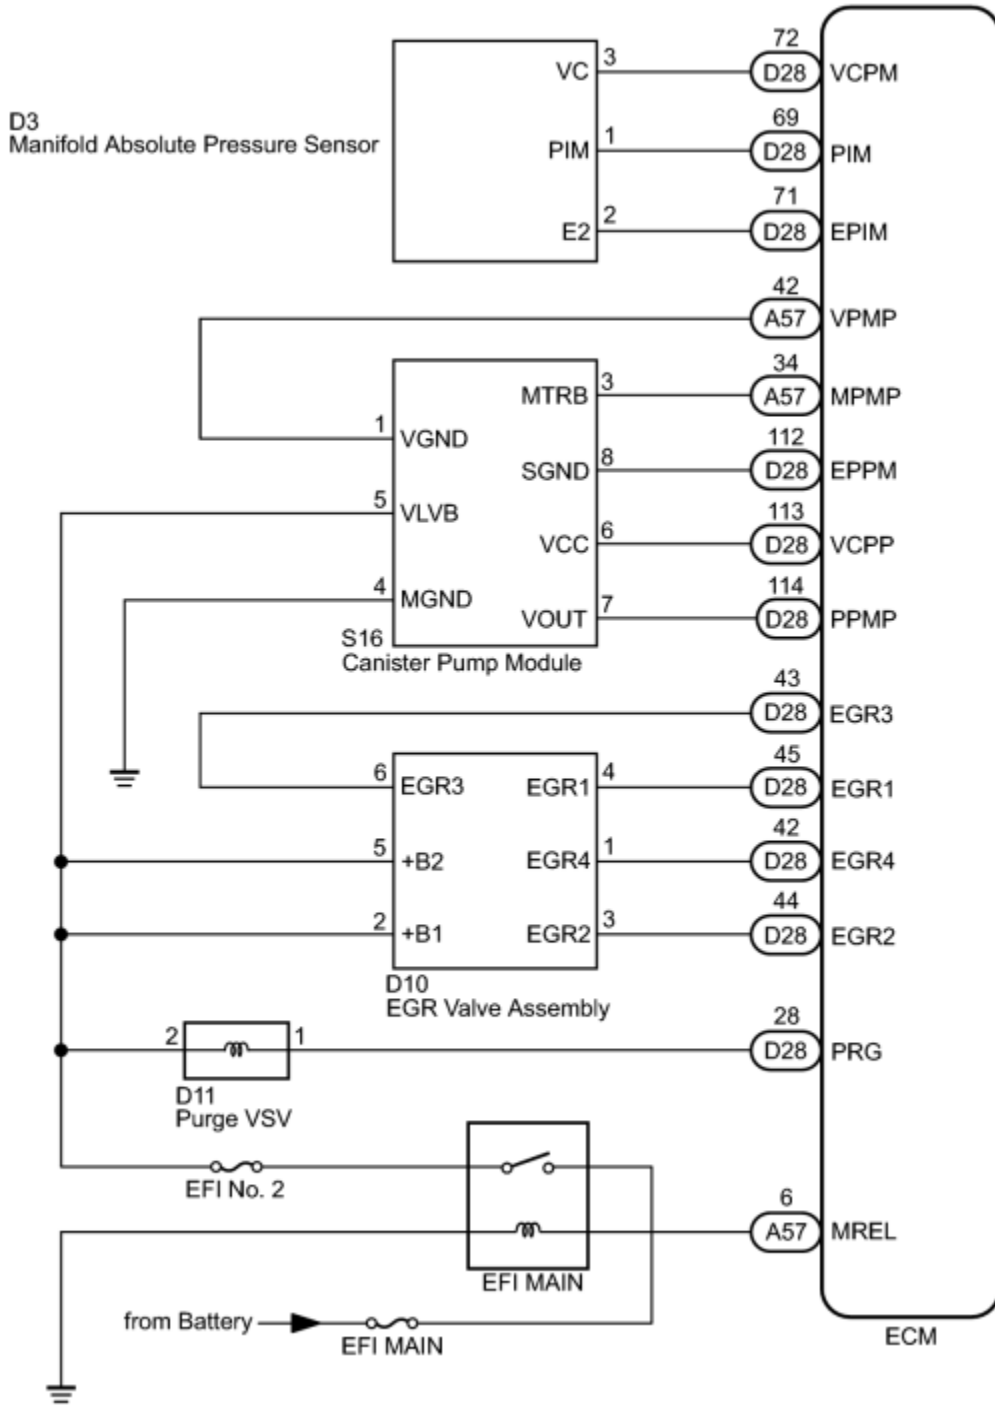 72
VC 3 D28 VCPM
D3
Manifold Absolute Pressure Sensor
69
PIM 1 D28 PIM
71
E2 2 D28 EPIM
42
A57 VPMP
34
MTRB 3 A57 MPMP
1 VGND
112
SGND 8 D28 EPPM
5 VLVB
113
VCC 6 D28 VCPP
4 MGND
114
VOUT 7 D28 PPMP
S16
Canister Pump Module
43
D28 EGR3
45
6 EGR3 EGR1 4 D28 EGR1
42
5 +B2 EGR4 1 D28 EGR4
44
2 +B1 EGR2 3 D28 EGR2
D10
EGR Valve Assembly
28
2 1 D28 PRG
D11
Purge VSV
EFI No. 2
6
A57 MREL
EFI MAIN
from Battery
EFI MAIN
ECM